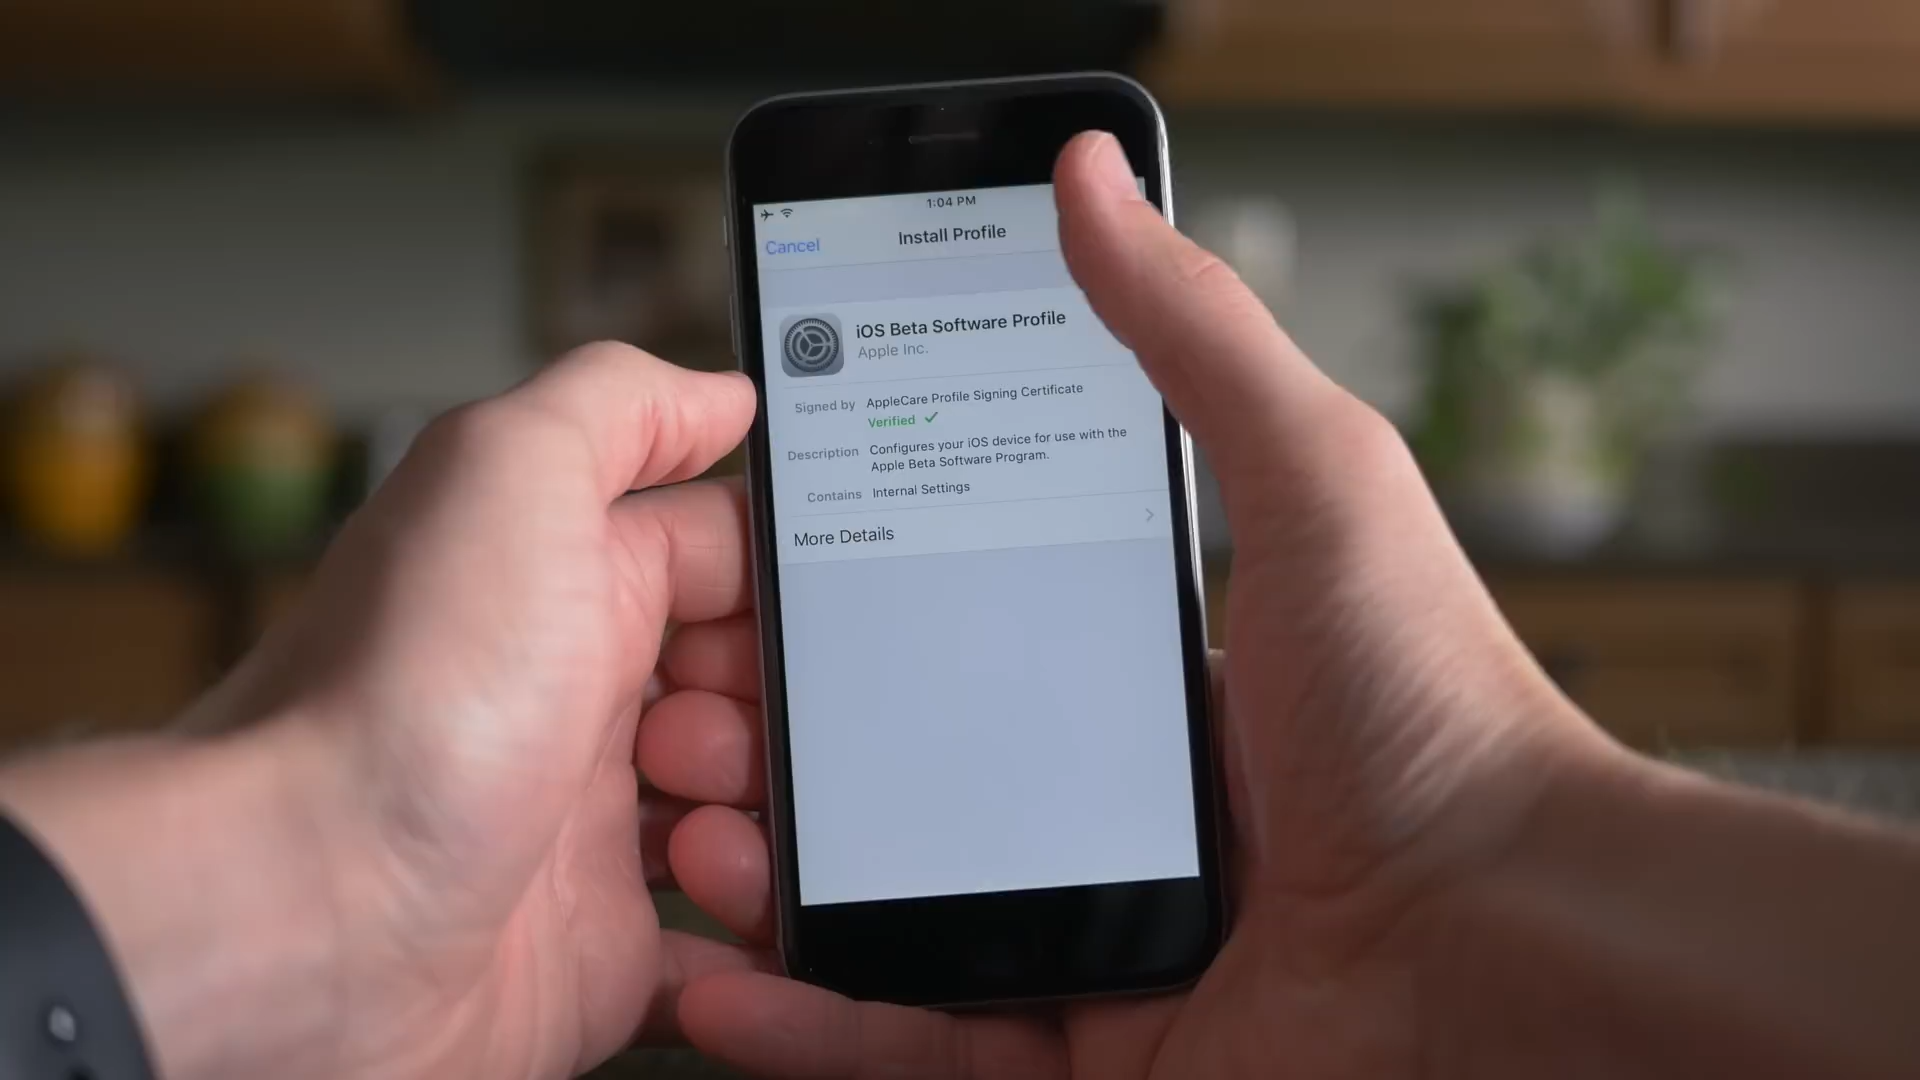 1:04 PM
Cancel
Install Profile
iOS Beta Software Profile
Apple Inc.
Signed by AppleCare Profile Signing Certificate
Verified
Description Configures your iOS device for use with the
Apple Beta Software Program.
Contains Internal Settings
More Details